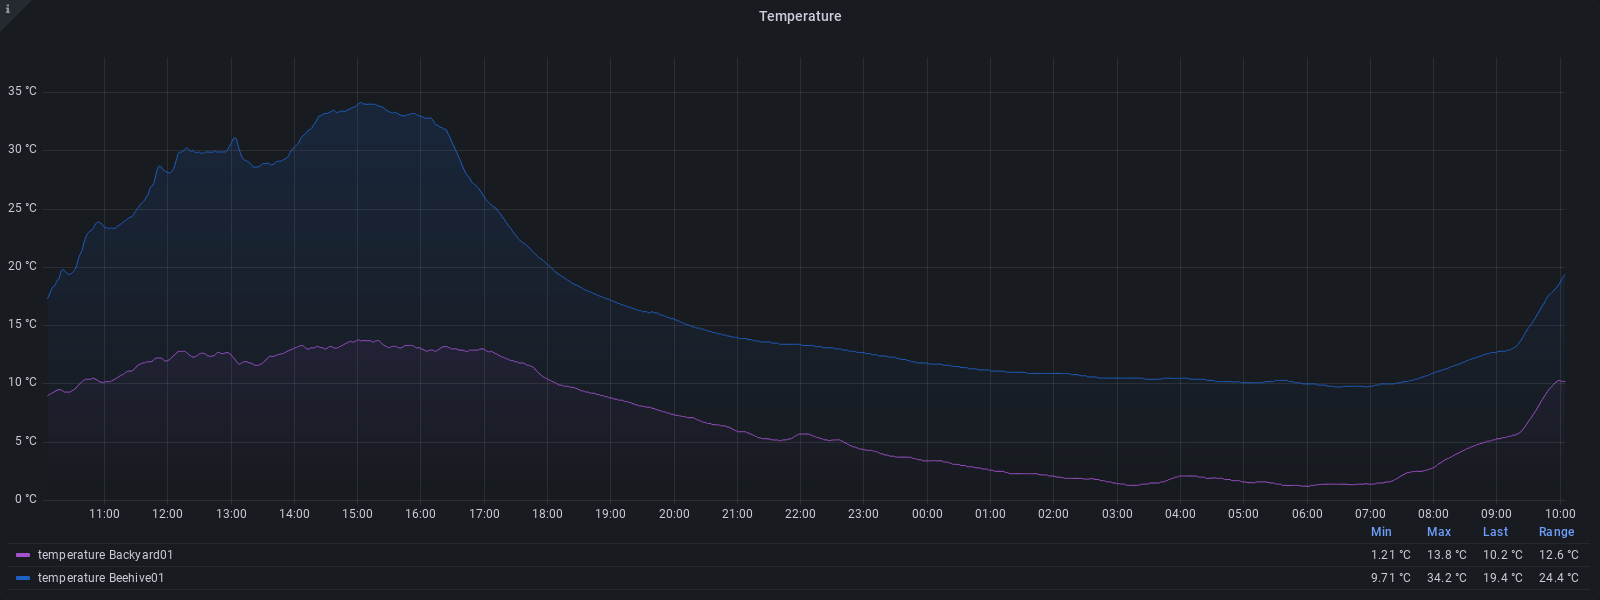 i
Temperature
35 °C
30 °C
25 °C
20 °C
15 °C
10 °C
5 °C
0 °C
11:00 12:00 13:00 14:00 15:00 16:00 17:00 18:00 19:00 20:00 21:00 22:00 23:00 00:00 01:00 02:00 03:00 04:00 05:00 06:00 07:00 08:00 09:00 10:00
Min Max Last Range
temperature Backyard01 1.21 °C 13.8 °C 10.2 °C 12.6 °C
temperature Beehive01 9.71 °C 34.2 °C 19.4 °C 24.4 °C